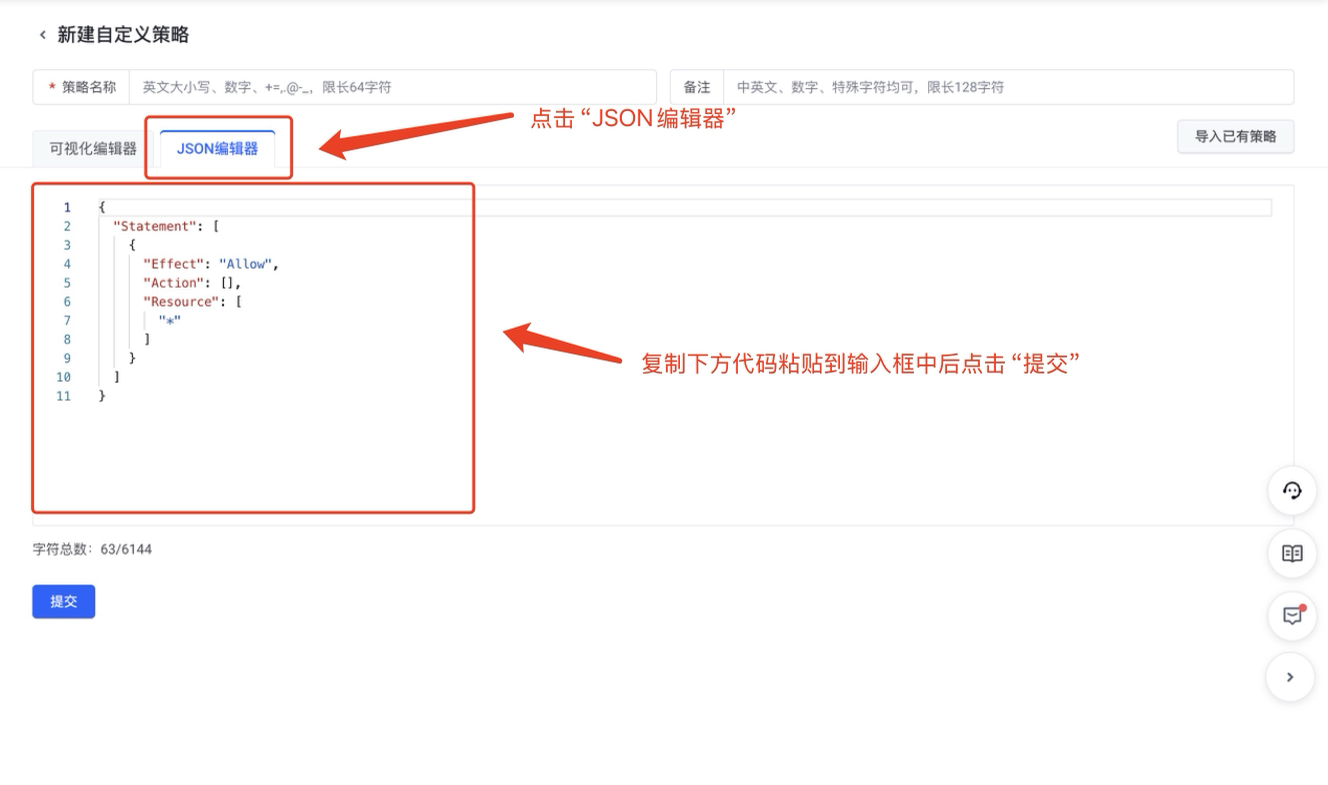 新建自定义策略
* 策略名称 英文大小写、数字、+=,.@-_，限长64字符 备注 中英文、数字、特殊字符均可，限长128字符
点击 “JSON 编辑器”
可视化编辑器 JSON编辑器 导入已有策略
1 {
2 "Statement": [
3 {
4 "Effect": "Allow",
5 "Action": [],
6 "Resource": [
7 "*"
8 ]
9 }
10 ]
11 }
复制下方代码粘贴到输入框中后点击 “提交”
字符总数：63/6144
提交